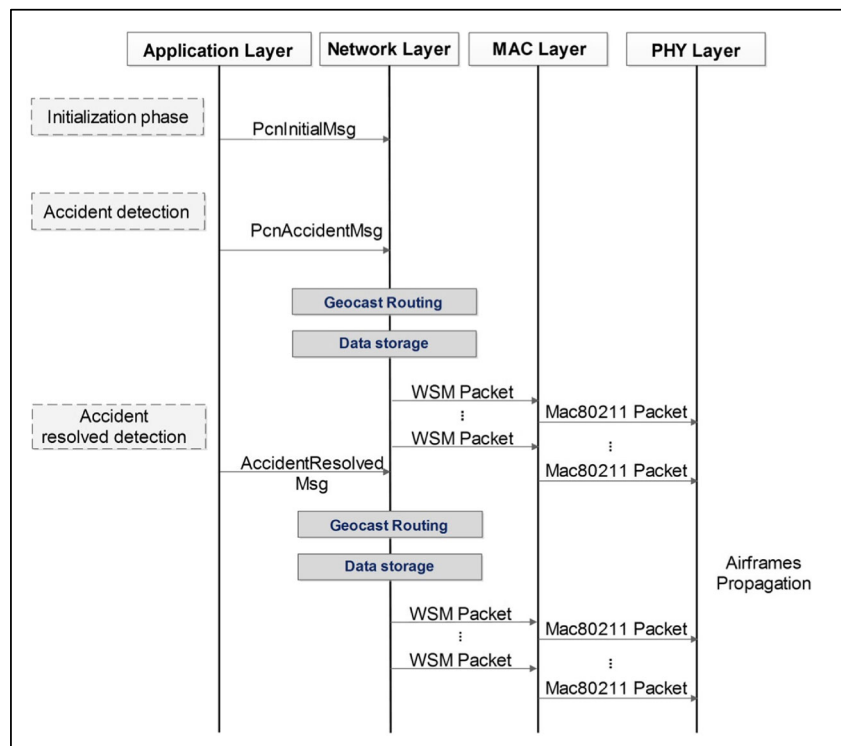 Application Layer
Network Layer
MAC Layer
PHY Layer
Initialization phase
PcnInitialMsg
Accident detection
PcnAccidentMsg
Geocast Routing
Data storage
WSM Packet
Mac80211 Packet
Accident
resolved detection
WSM Packet
AccidentResolved
Msg
Mac80211 Packet
Geocast Routing
Data storage
Airframes
Propagation
WSM Packet
Mac80211 Packet
WSM Packet
Mac80211 Packet